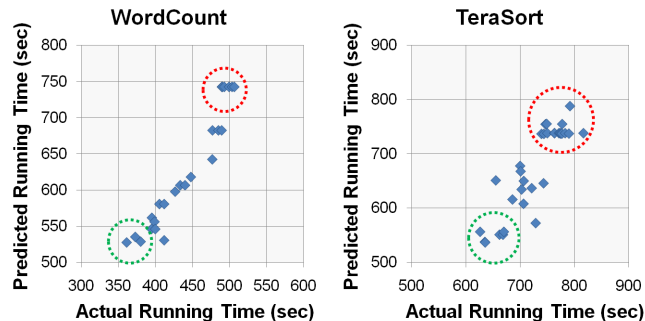 WordCount
Predicted Running Time (sec)
800
750
700
650
600
550
500
300 350 400 450 500 550 600
Actual Running Time (sec)
TeraSort
Predicted Running Time (sec)
900
800
700
600
500
500 600 700 800 900
Actual Running Time (sec)